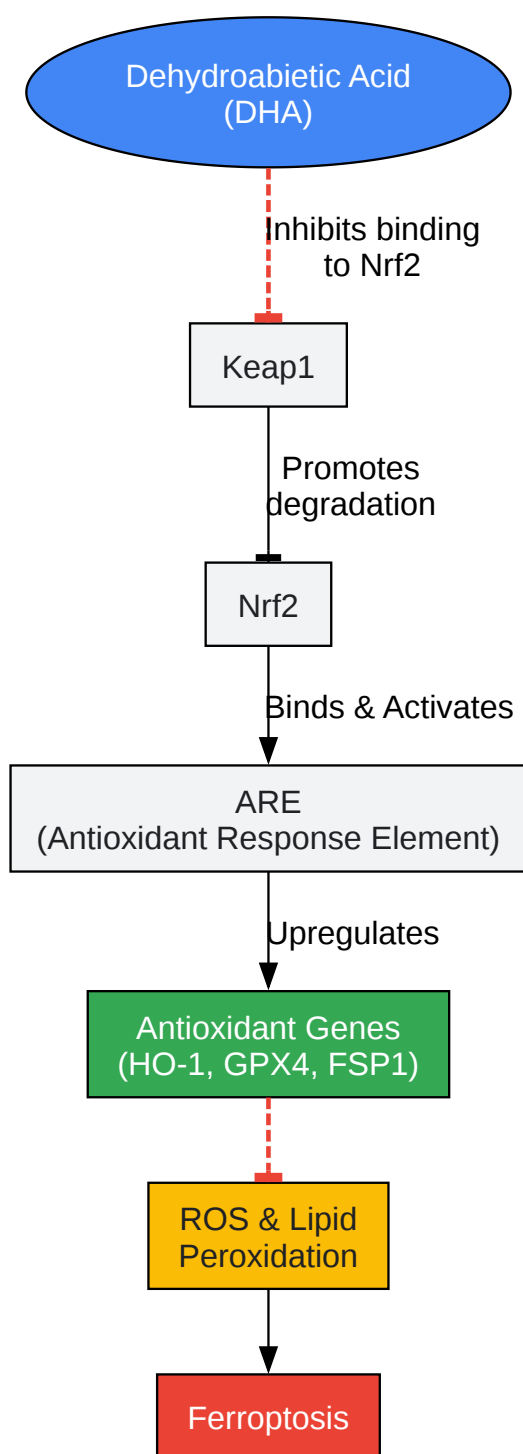 Dehydroabietic Acid
(DHA)
Inhibits binding
to Nrf2
Keap1
Promotes
degradation
Nrf2
Binds & Activates
ARE
(Antioxidant Response Element)
Upregulates
Antioxidant Genes
(HO-1, GPX4, FSP1)
ROS & Lipid
Peroxidation
Ferroptosis